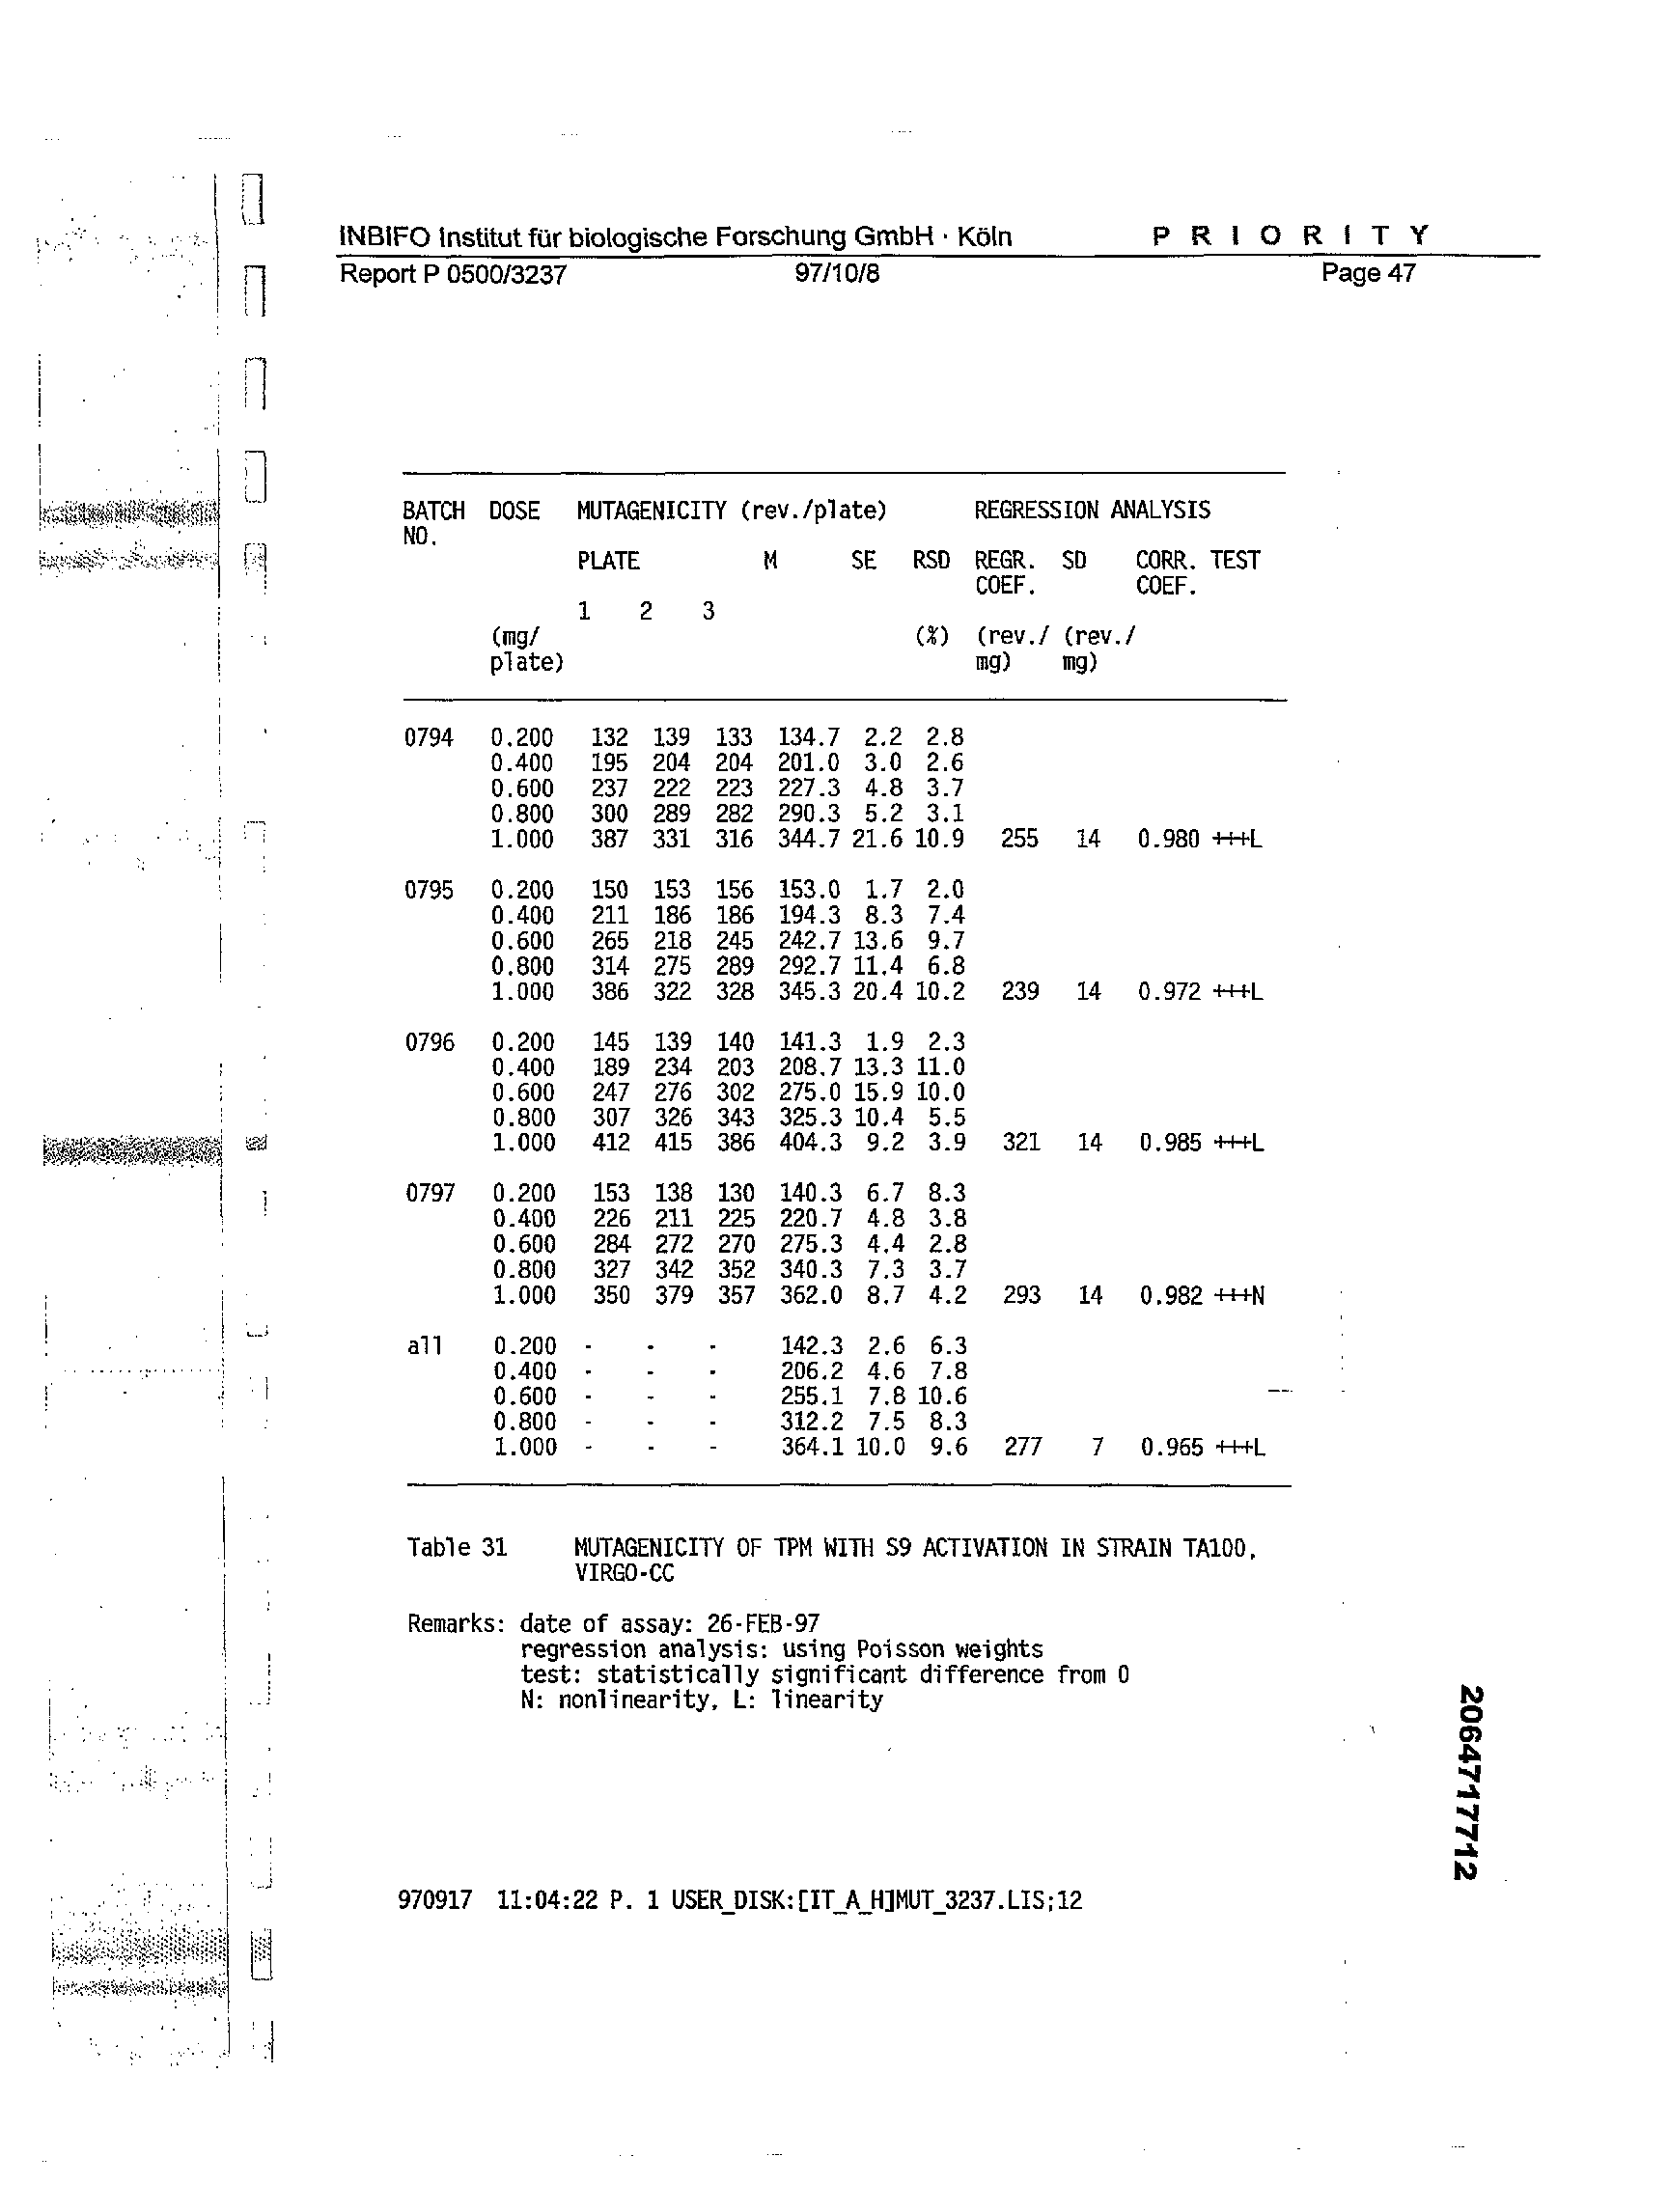 INBIFO Institut für biologische Forschung GmbH · Köln P R I O R I T Y
Report P 0500/3237 97/10/8 Page 47
BATCH DOSE MUTAGENICITY (rev./plate) REGRESSION ANALYSIS
NO.
PLATE M SE RSD REGR. SD CORR. TEST
COEF. COEF.
1 2 3
(mg/ (%) (rev./ (rev./
plate) mg) mg)
0794 0.200 132 139 133 134.7 2.2 2.8
0.400 195 204 204 201.0 3.0 2.6
0.600 237 222 223 227.3 4.8 3.7
0.800 300 289 282 290.3 5.2 3.1
1.000 387 331 316 344.7 21.6 10.9 255 14 0.980 +++L
0795 0.200 150 153 156 153.0 1.7 2.0
0.400 211 186 186 194.3 8.3 7.4
0.600 265 218 245 242.7 13.6 9.7
0.800 314 275 289 292.7 11.4 6.8
1.000 386 322 328 345.3 20.4 10.2 239 14 0.972 +++L
0796 0.200 145 139 140 141.3 1.9 2.3
0.400 189 234 203 208.7 13.3 11.0
0.600 247 276 302 275.0 15.9 10.0
0.800 307 326 343 325.3 10.4 5.5
1.000 412 415 386 404.3 9.2 3.9 321 14 0.985 +++L
0797 0.200 153 138 130 140.3 6.7 8.3
0.400 226 211 225 220.7 4.8 3.8
0.600 284 272 270 275.3 4.4 2.8
0.800 327 342 352 340.3 7.3 3.7
1.000 350 379 357 362.0 8.7 4.2 293 14 0.982 +++N
all 0.200 - - - 142.3 2.6 6.3
0.400 - - - 206.2 4.6 7.8
0.600 - - - 255.1 7.8 10.6
0.800 - - - 312.2 7.5 8.3
1.000 - - - 364.1 10.0 9.6 277 7 0.965 +++L
Table 31 MUTAGENICITY OF TPM WITH S9 ACTIVATION IN STRAIN TA100,
VIRGO-CC
Remarks: date of assay: 26-FEB-97
regression analysis: using Poisson weights
test: statistically significant difference from 0
N: nonlinearity, L: linearity
2064717712
970917 11:04:22 P. 1 USER_DISK:[IT_A_H]MUT_3237.LIS;12